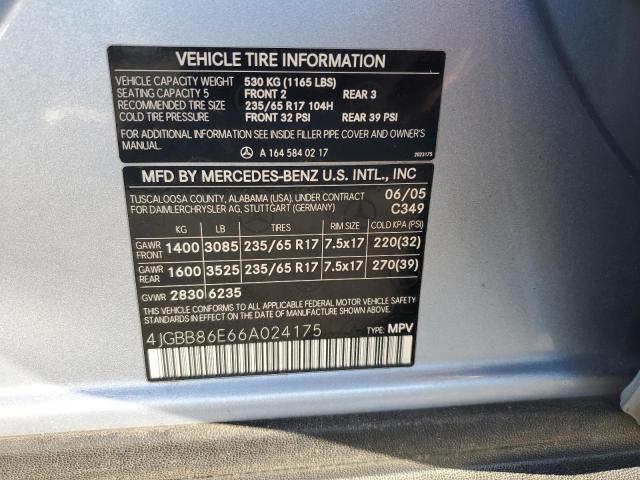 VEHICLE TIRE INFORMATION
VEHICLE CAPACITY WEIGHT 530 KG (1165 LBS)
SEATING CAPACITY 5 FRONT 2 REAR 3
RECOMMENDED TIRE SIZE 235/65 R17 104H
COLD TIRE PRESSURE FRONT 32 PSI REAR 39 PSI
FOR ADDITIONAL INFORMATION SEE INSIDE FILLER PIPE COVER AND OWNER'S
MANUAL.
A 164 584 02 17 2023175
MFD BY MERCEDES-BENZ U.S. INTL., INC
TUSCALOOSA COUNTY, ALABAMA (USA), UNDER CONTRACT 06/05
FOR DAIMLERCHRYSLER AG, STUTTGART (GERMANY) C349
KG LB TIRES RIM SIZE COLD KPA (PSI)
GAWR FRONT 1400 3085 235/65 R17 7.5x17 220(32)
GAWR REAR 1600 3525 235/65 R17 7.5x17 270(39)
GVWR 2830 6235
THIS VEHICLE CONFORMS TO ALL APPLICABLE FEDERAL MOTOR VEHICLE
SAFETY STANDARDS IN EFFECT ON THE DATE OF MANUFACTURE SHOWN ABOVE.
4JGBB86E66A024175 TYPE: MPV